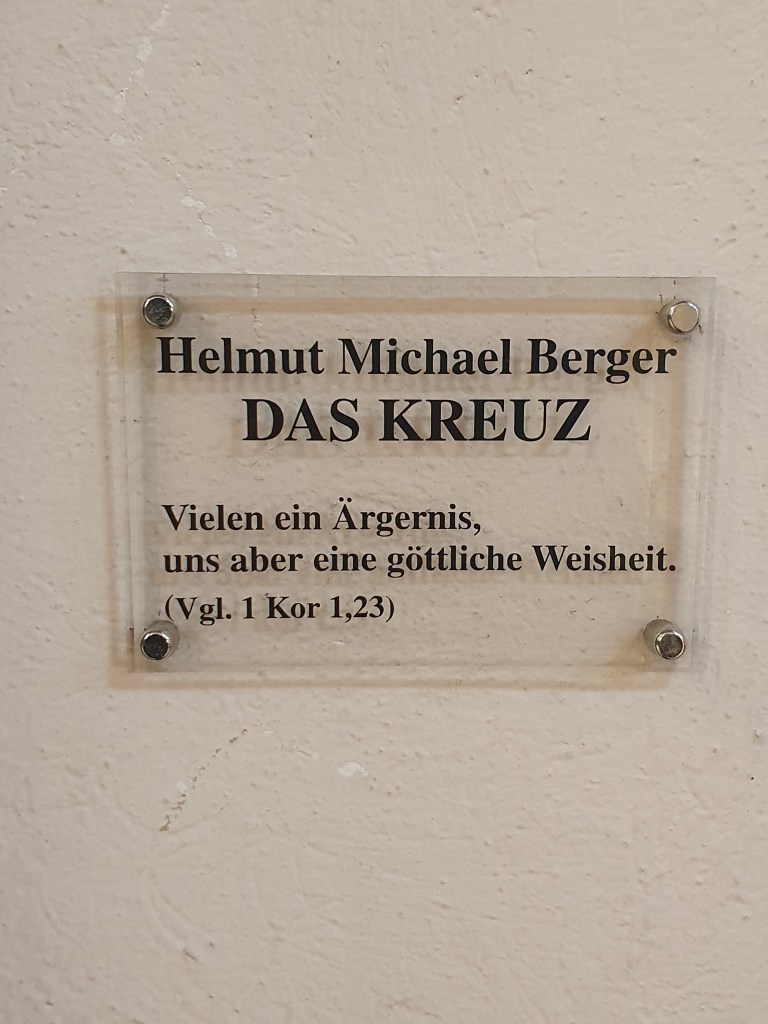 Helmut Michael Berger
DAS KREUZ
Vielen ein Ärgernis,
uns aber eine göttliche Weisheit.
(Vgl. 1 Kor 1,23)